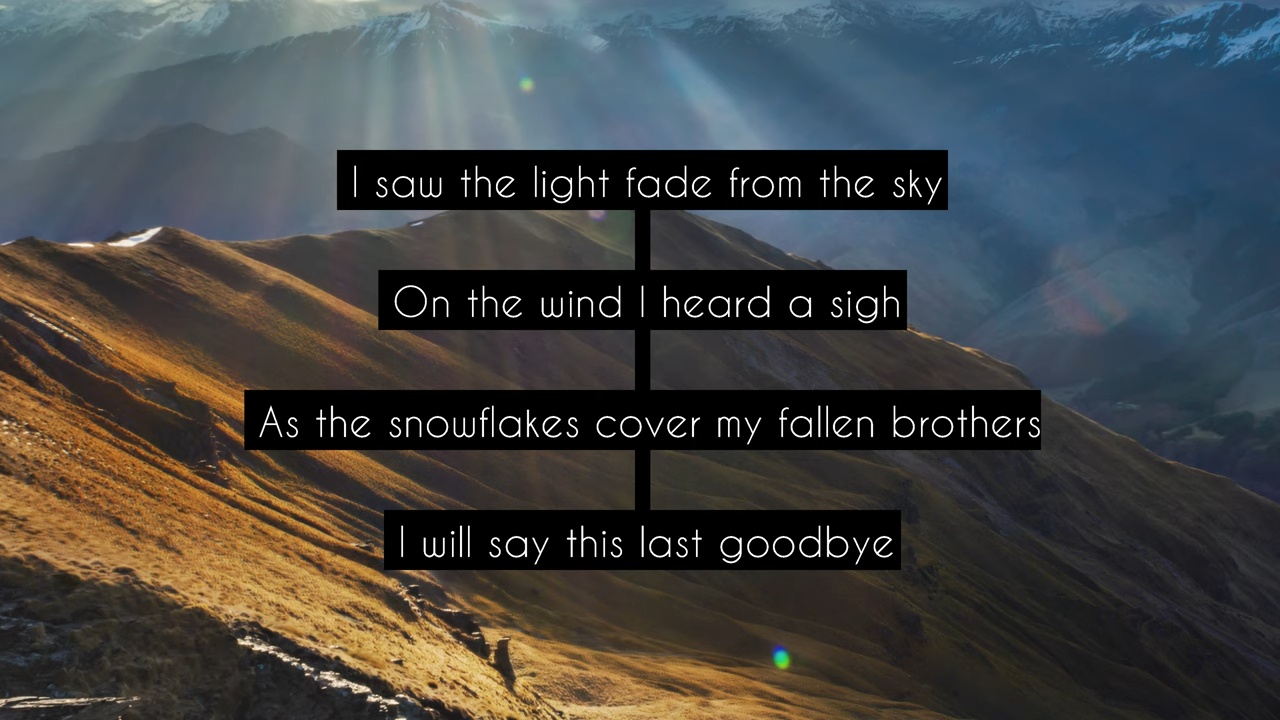 I saw the light fade from the sky
On the wind I heard a sigh
As the snowflakes cover my fallen brothers
I will say this last goodbye